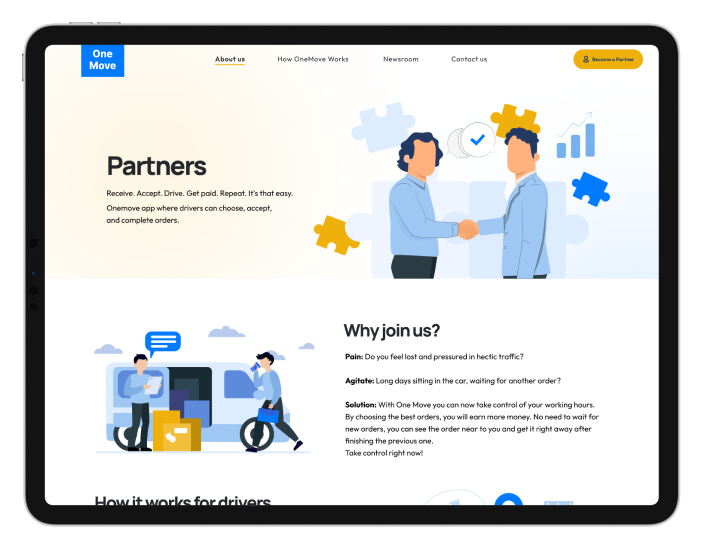 One
Move
About us
How OneMove Works
Newsroom
Contact us
Become a Partner
Partners
Receive. Accept. Drive. Get paid. Repeat. It's that easy.
Onemove app where drivers can choose, accept,
and complete orders.
Why join us?
Pain: Do you feel lost and pressured in hectic traffic?
Agitate: Long days sitting in the car, waiting for another order?
Solution: With One Move you can now take control of your working hours.
By choosing the best orders, you will earn more money. No need to wait for
new orders, you can see the order near to you and get it right away after
finishing the previous one.
Take control right now!
How it works for drivers